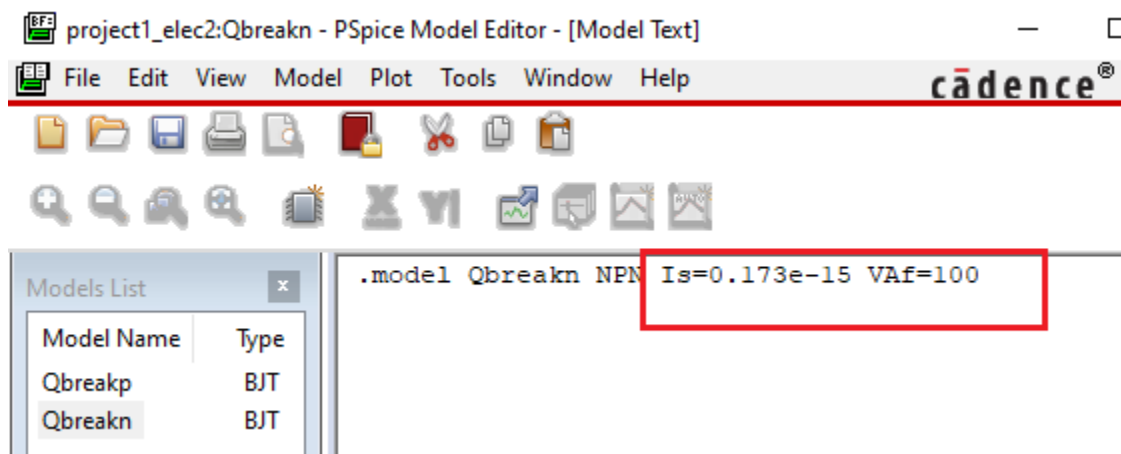 project1_elec2:Qbreakn - PSpice Model Editor - [Model Text]
File Edit View Model Plot Tools Window Help
cādence®
.model Qbreakn NPN Is=0.173e-15 VAf=100
Models List x
Model Name Type
Qbreakp BJT
Qbreakn BJT